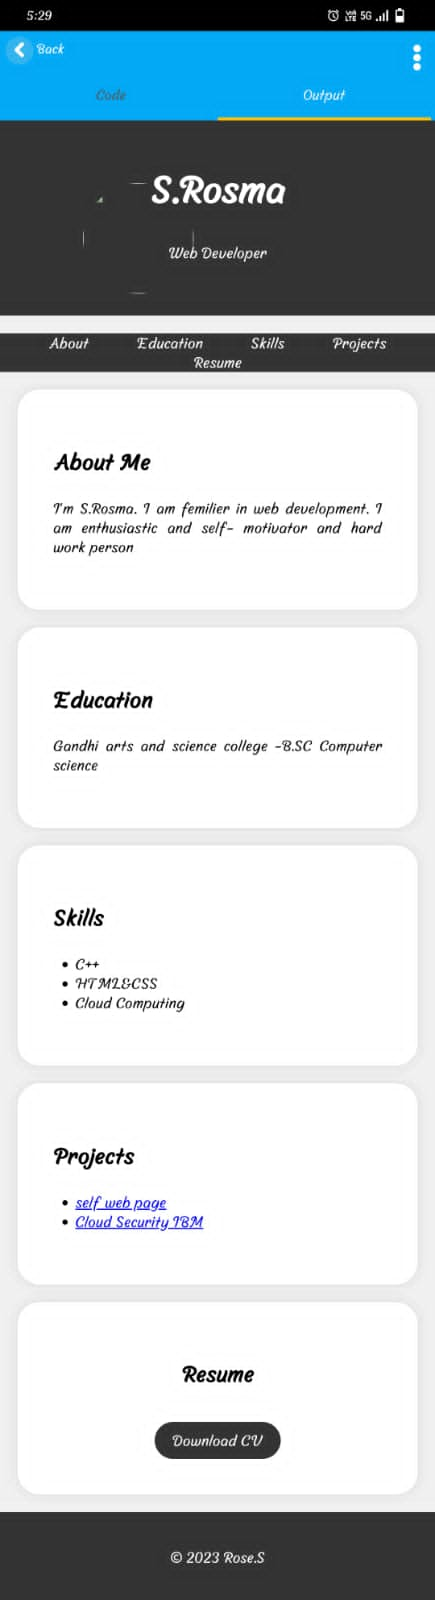 5:29
5G
Back
Code Output
S.Rosma
Web Developer
About Education Skills Projects
Resume
About Me
I'm S.Rosma. I am femilier in web development. I
am enthusiastic and self- motivator and hard
work person
Education
Gandhi arts and science college -B.SC Computer
science
Skills
• C++
• HTML&CSS
• Cloud Computing
Projects
• self web page
• Cloud Security IBM
Resume
Download CV
© 2023 Rose.S